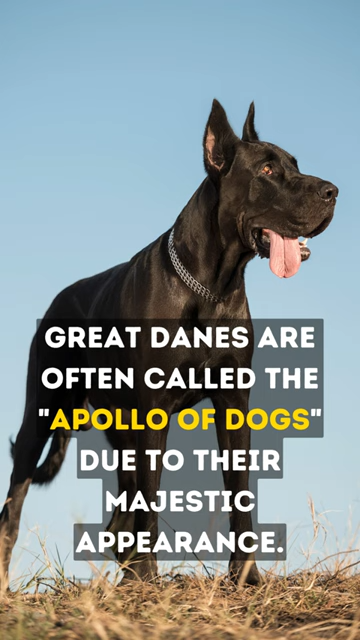 GREAT DANES ARE
OFTEN CALLED THE
"APOLLO OF DOGS"
DUE TO THEIR
MAJESTIC
APPEARANCE.